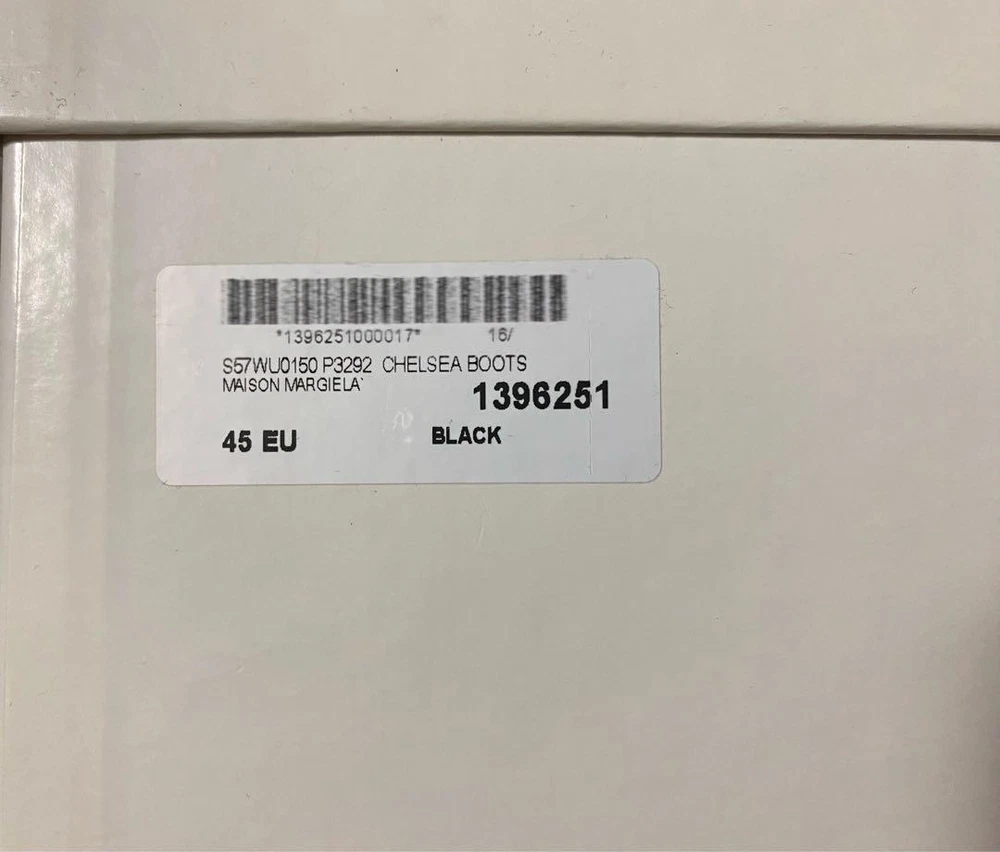 *1396251000017* 16/
S57WU0150 P3292 CHELSEA BOOTS
MAISON MARGIELA`
1396251
45 EU BLACK